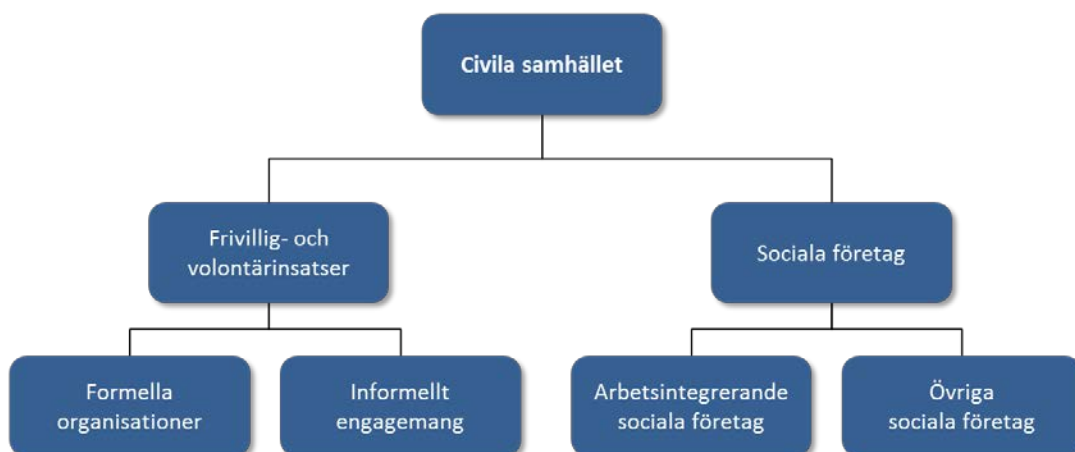 Civila samhället
Frivillig- och
volontärinsatser
Sociala företag
Formella
organisationer
Informellt
engagemang
Arbetsintegrerande
sociala företag
Övriga
sociala företag